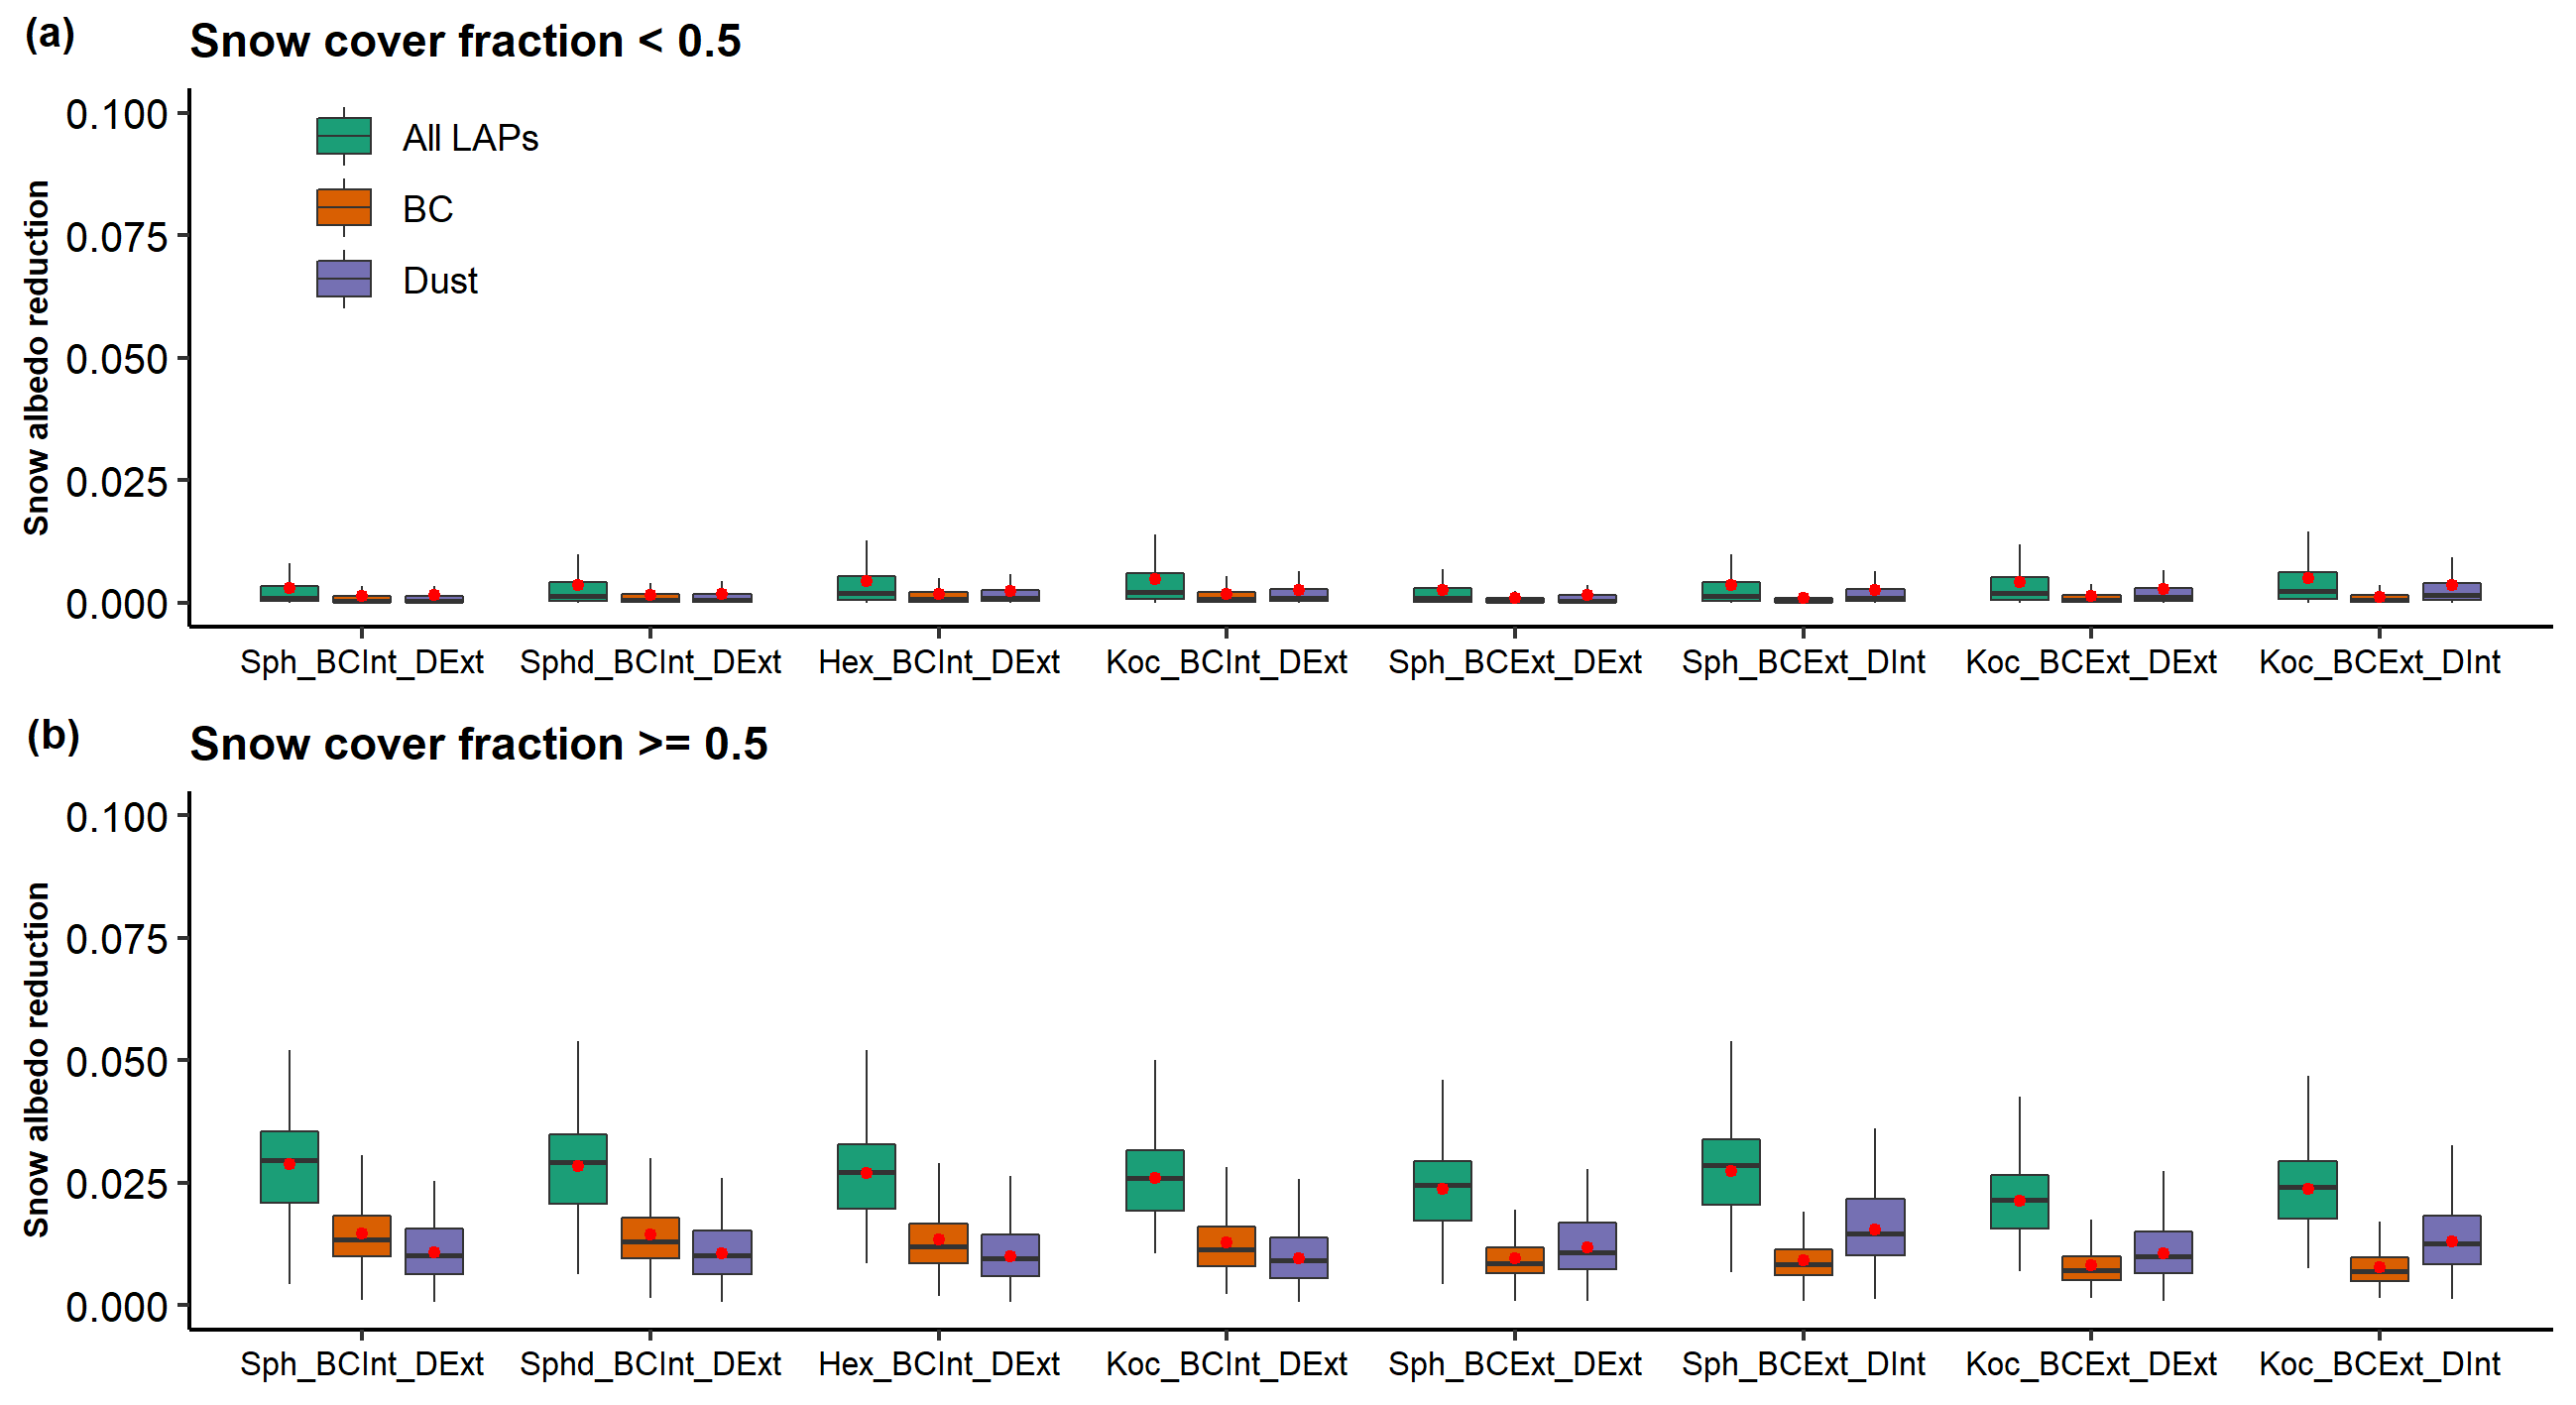 (a)
Snow cover fraction < 0.5
Snow albedo reduction
0.100
0.075
0.050
0.025
0.000
All LAPs
BC
Dust
Sph_BCInt_DExt Sphd_BCInt_DExt Hex_BCInt_DExt Koc_BCInt_DExt Sph_BCExt_DExt Sph_BCExt_DInt Koc_BCExt_DExt Koc_BCExt_DInt
(b)
Snow cover fraction >= 0.5
Snow albedo reduction
0.100
0.075
0.050
0.025
0.000
Sph_BCInt_DExt Sphd_BCInt_DExt Hex_BCInt_DExt Koc_BCInt_DExt Sph_BCExt_DExt Sph_BCExt_DInt Koc_BCExt_DExt Koc_BCExt_DInt